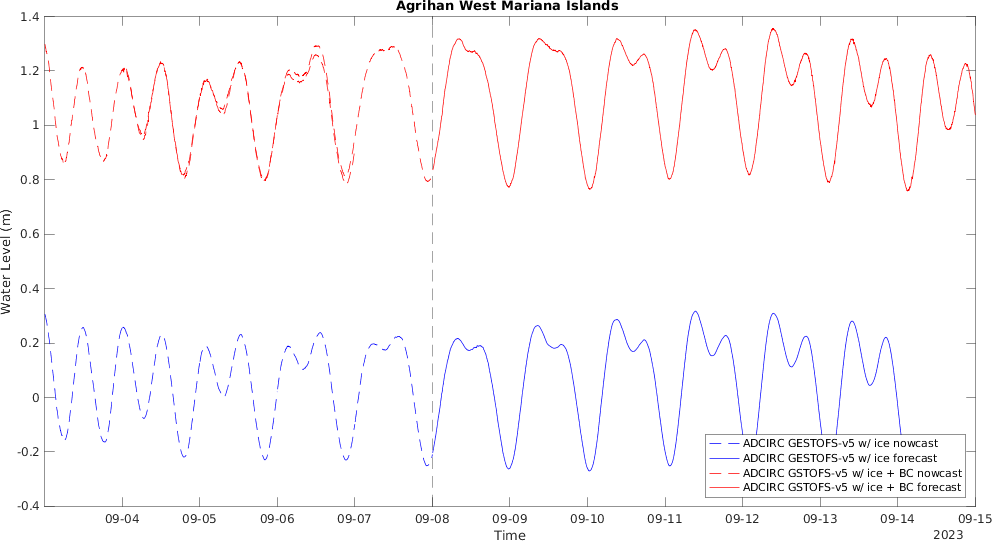 Agrihan West Mariana Islands
1.4
1.2
1
0.8
0.6
0.4
0.2
0
-0.2
-0.4
Water Level (m)
ADCIRC GESTOFS-v5 w/ ice nowcast
ADCIRC GESTOFS-v5 w/ ice forecast
ADCIRC GSTOFS-v5 w/ ice + BC nowcast
ADCIRC GSTOFS-v5 w/ ice + BC forecast
09-04 09-05 09-06 09-07 09-08 09-09 09-10 09-11 09-12 09-13 09-14 09-15
Time
2023